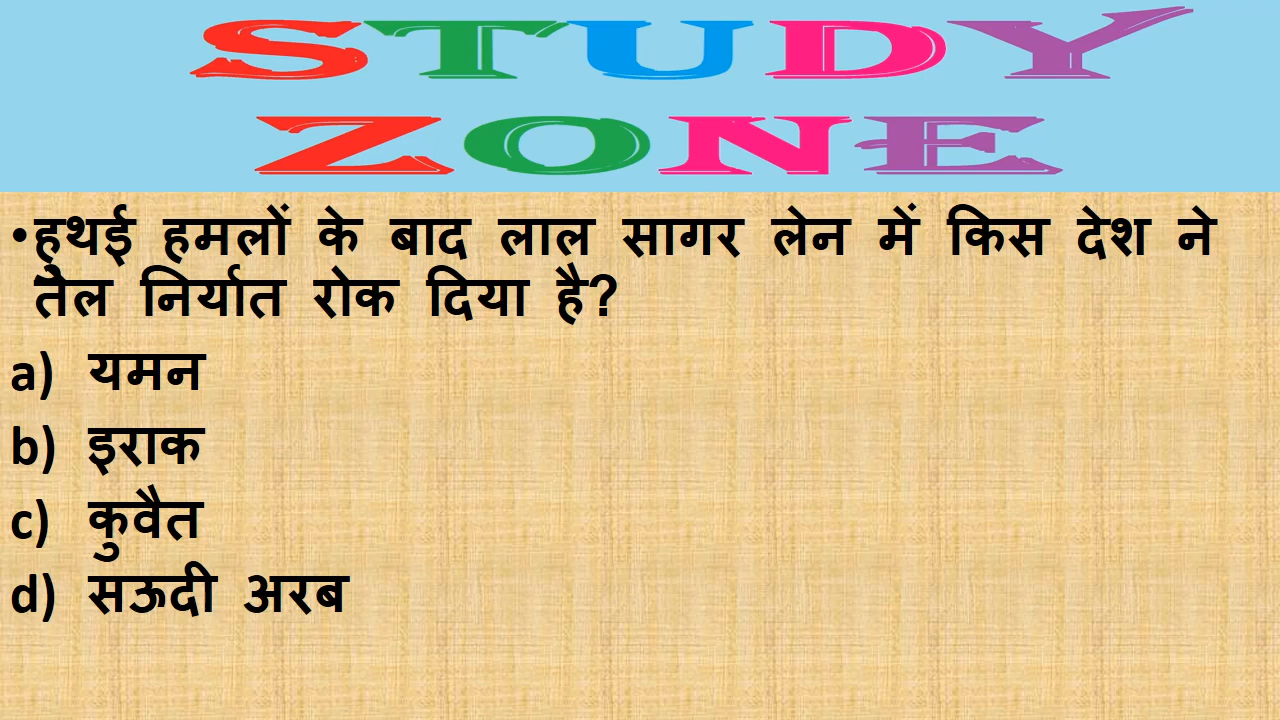 STUDY
ZONE
•हुथई हमलों के बाद लाल सागर लेन में किस देश ने
तेल निर्यात रोक दिया है?
a) यमन
b) इराक
c) कुवैत
d) सऊदी अरब